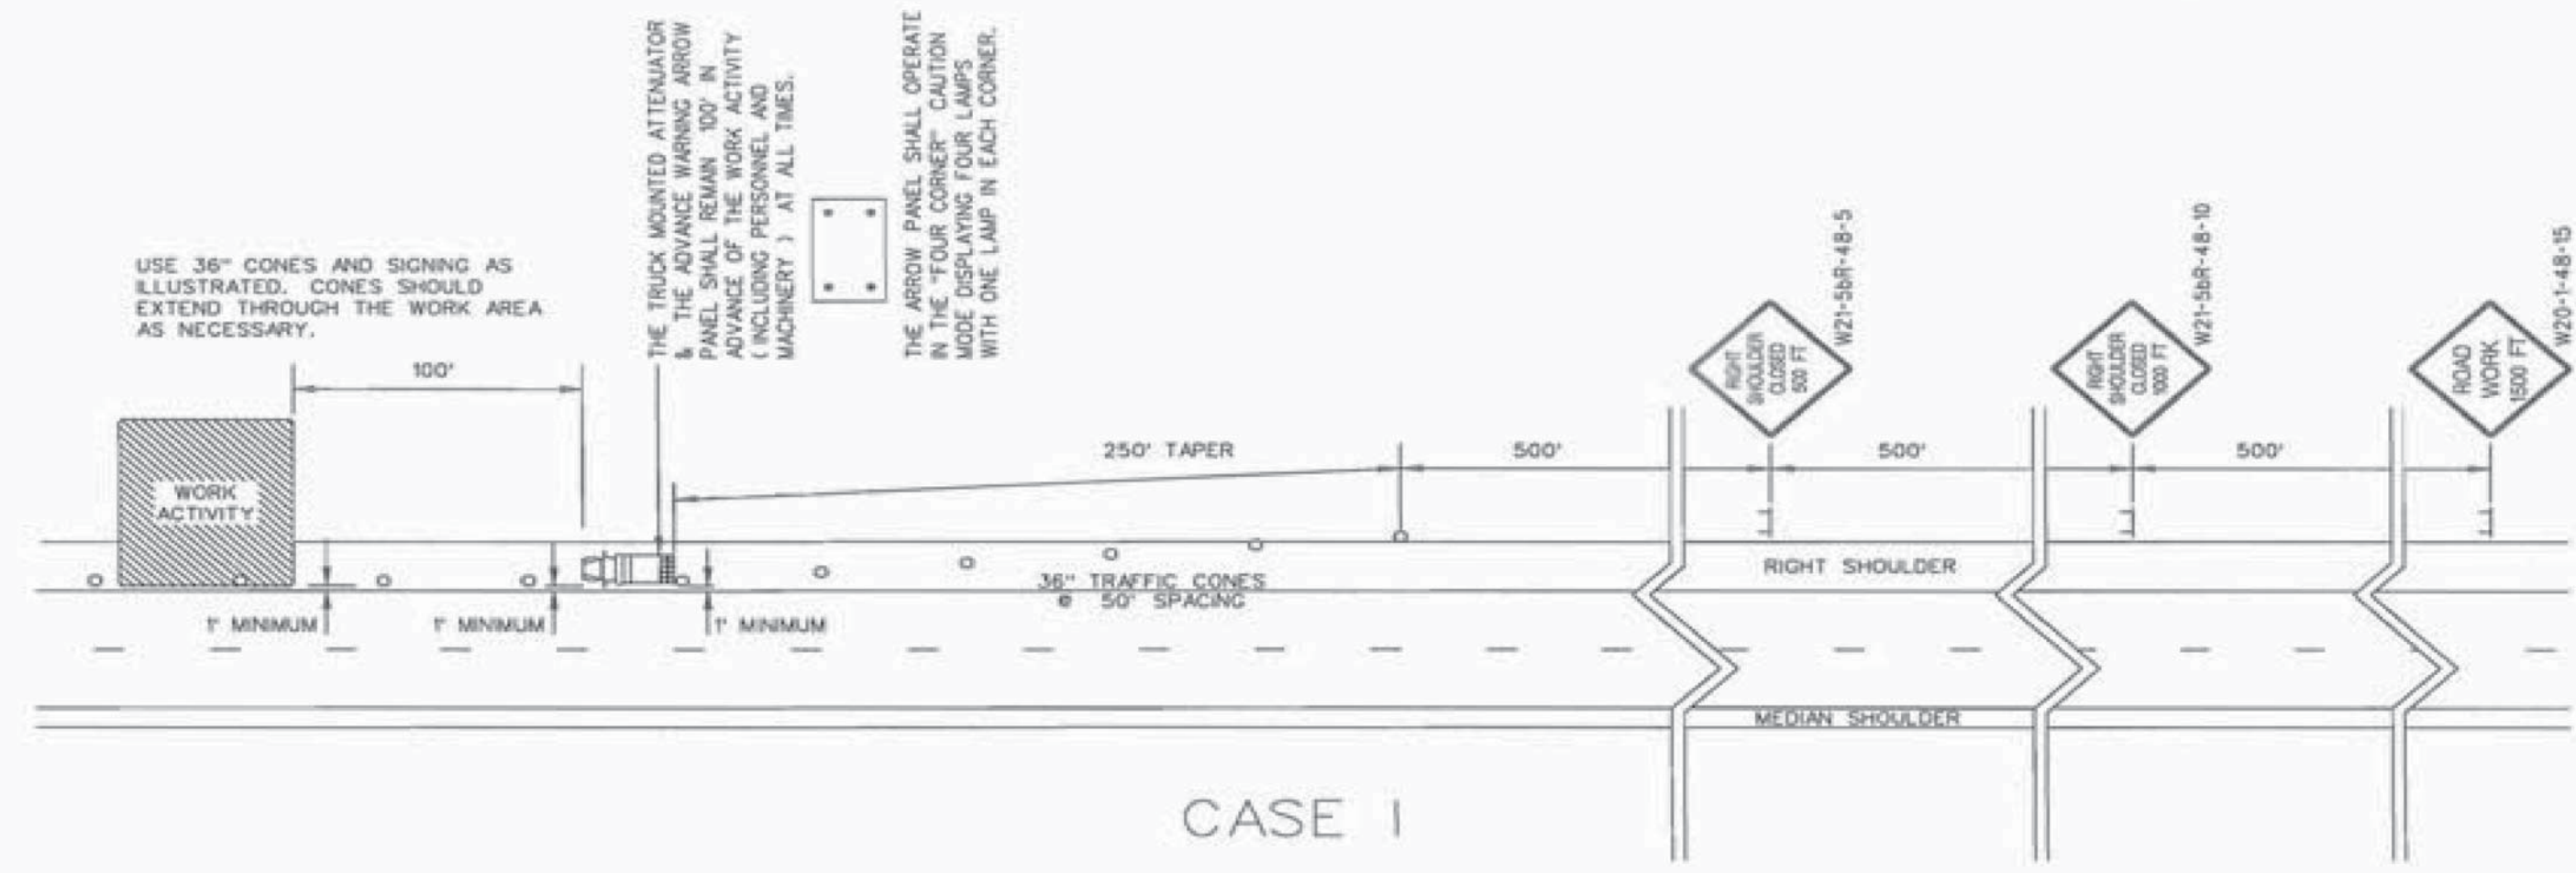 USE 36" CONES AND SIGNING AS
ILLUSTRATED. CONES SHOULD
EXTEND THROUGH THE WORK AREA
AS NECESSARY.
THE TRUCK MOUNTED ATTENUATOR
& THE ADVANCE WARNING ARROW
PANEL SHALL REMAIN 100' IN
ADVANCE OF THE WORK ACTIVITY
( INCLUDING PERSONNEL AND
MACHINERY ) AT ALL TIMES.
THE ARROW PANEL SHALL OPERATE
IN THE "FOUR CORNER" CAUTION
MODE DISPLAYING FOUR LAMPS
WITH ONE LAMP IN EACH CORNER.
RIGHT
SHOULDER
CLOSED
500 FT
W21-5bR-48-5
RIGHT
SHOULDER
CLOSED
1000 FT
W21-5bR-48-10
ROAD
WORK
1500 FT
W20-1-48-15
100'
250' TAPER
500'
500'
500'
WORK
ACTIVITY
RIGHT SHOULDER
36" TRAFFIC CONES
@ 50' SPACING
1' MINIMUM
1' MINIMUM
1' MINIMUM
MEDIAN SHOULDER
CASE 1